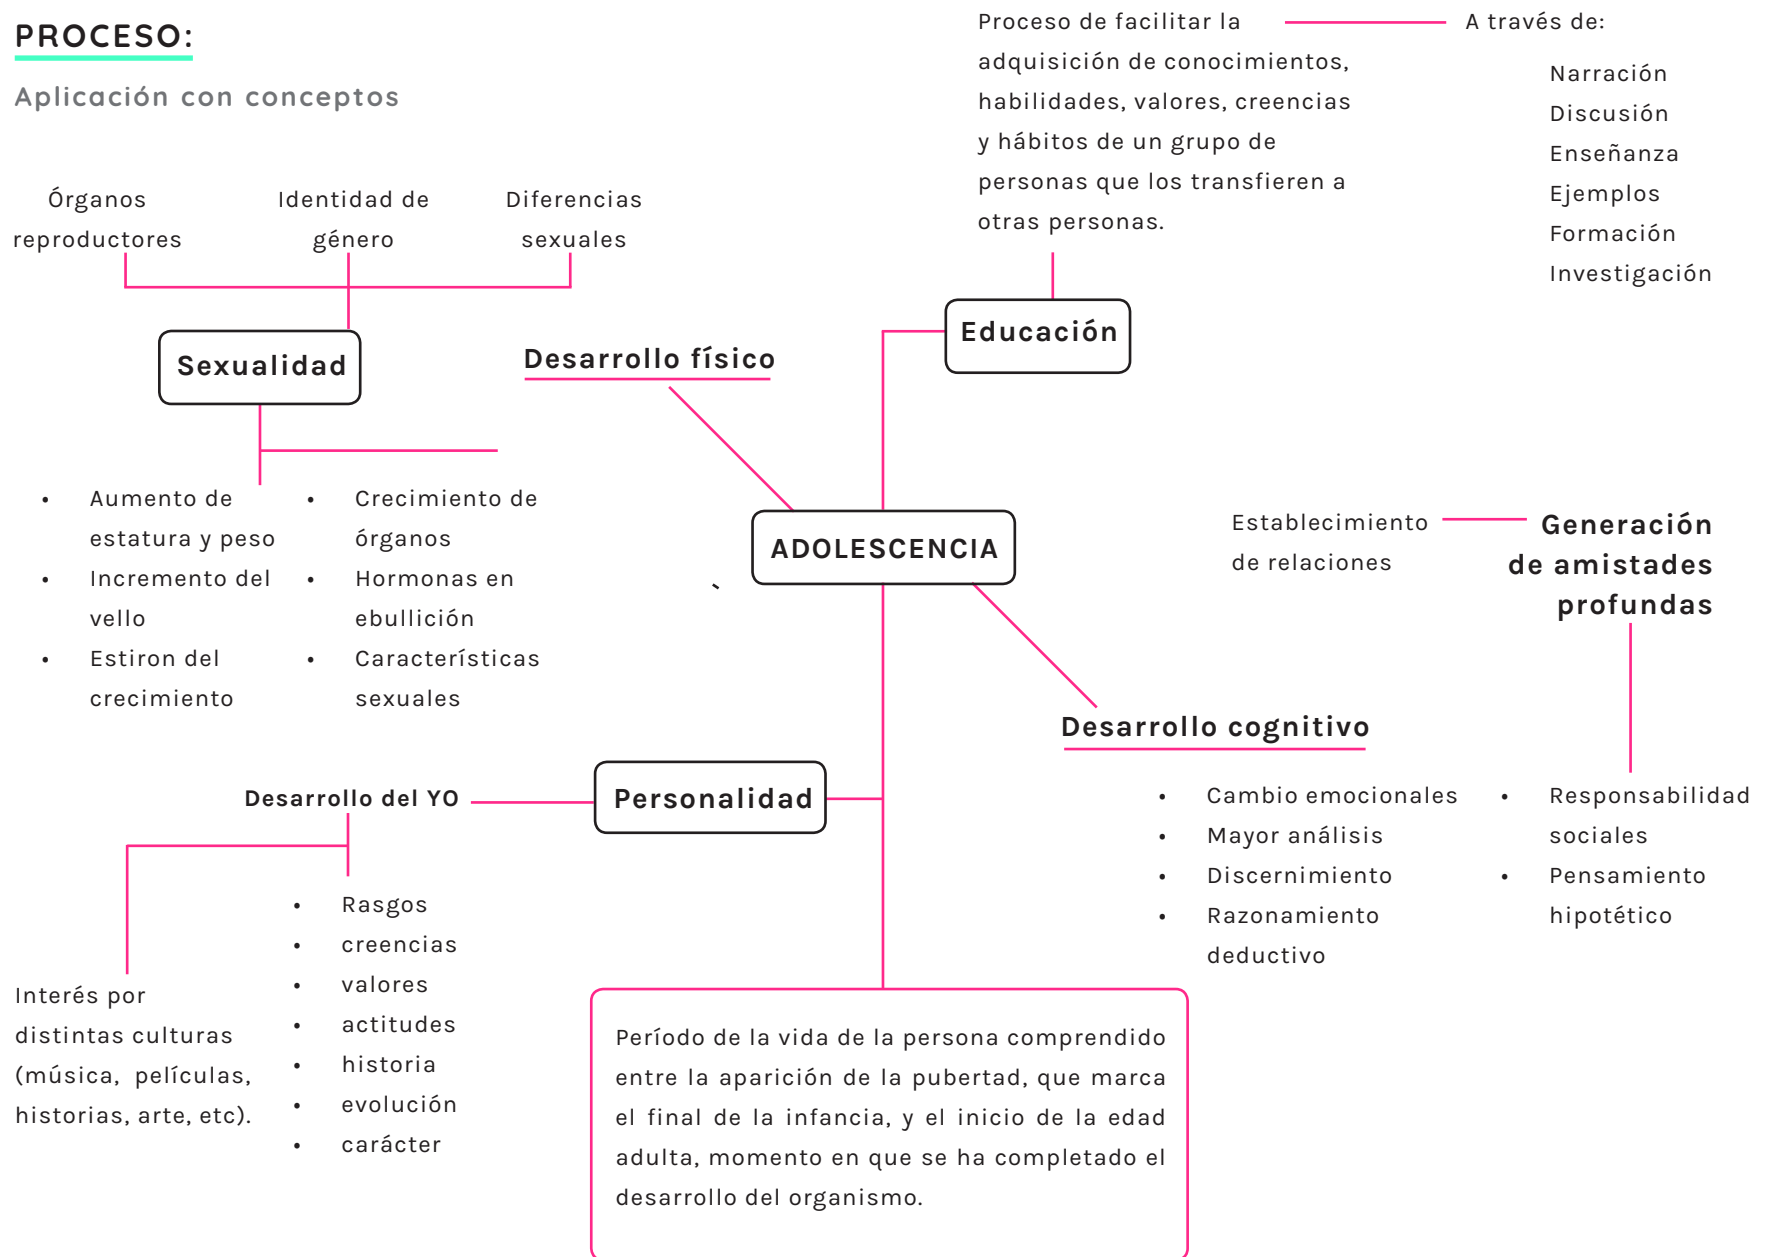 PROCESO:
Aplicación con conceptos
Proceso de facilitar la
adquisición de conocimientos,
habilidades, valores, creencias
y hábitos de un grupo de
personas que los transfieren a
otras personas.
A través de:
Narración
Discusión
Enseñanza
Ejemplos
Formación
Investigación
Órganos
reproductores
Identidad de
género
Diferencias
sexuales
Sexualidad
Desarrollo físico
Educación
• Aumento de
estatura y peso
• Incremento del
vello
• Estiron del
crecimiento
• Crecimiento de
órganos
• Hormonas en
ebullición
• Características
sexuales
ADOLESCENCIA
Establecimiento
de relaciones
Generación
de amistades
profundas
Desarrollo cognitivo
• Cambio emocionales
• Mayor análisis
• Discernimiento
• Razonamiento
deductivo
• Responsabilidad
sociales
• Pensamiento
hipotético
Desarrollo del YO
Personalidad
Interés por
distintas culturas
(música, películas,
historias, arte, etc).
• Rasgos
• creencias
• valores
• actitudes
• historia
• evolución
• carácter
Período de la vida de la persona comprendido
entre la aparición de la pubertad, que marca
el final de la infancia, y el inicio de la edad
adulta, momento en que se ha completado el
desarrollo del organismo.